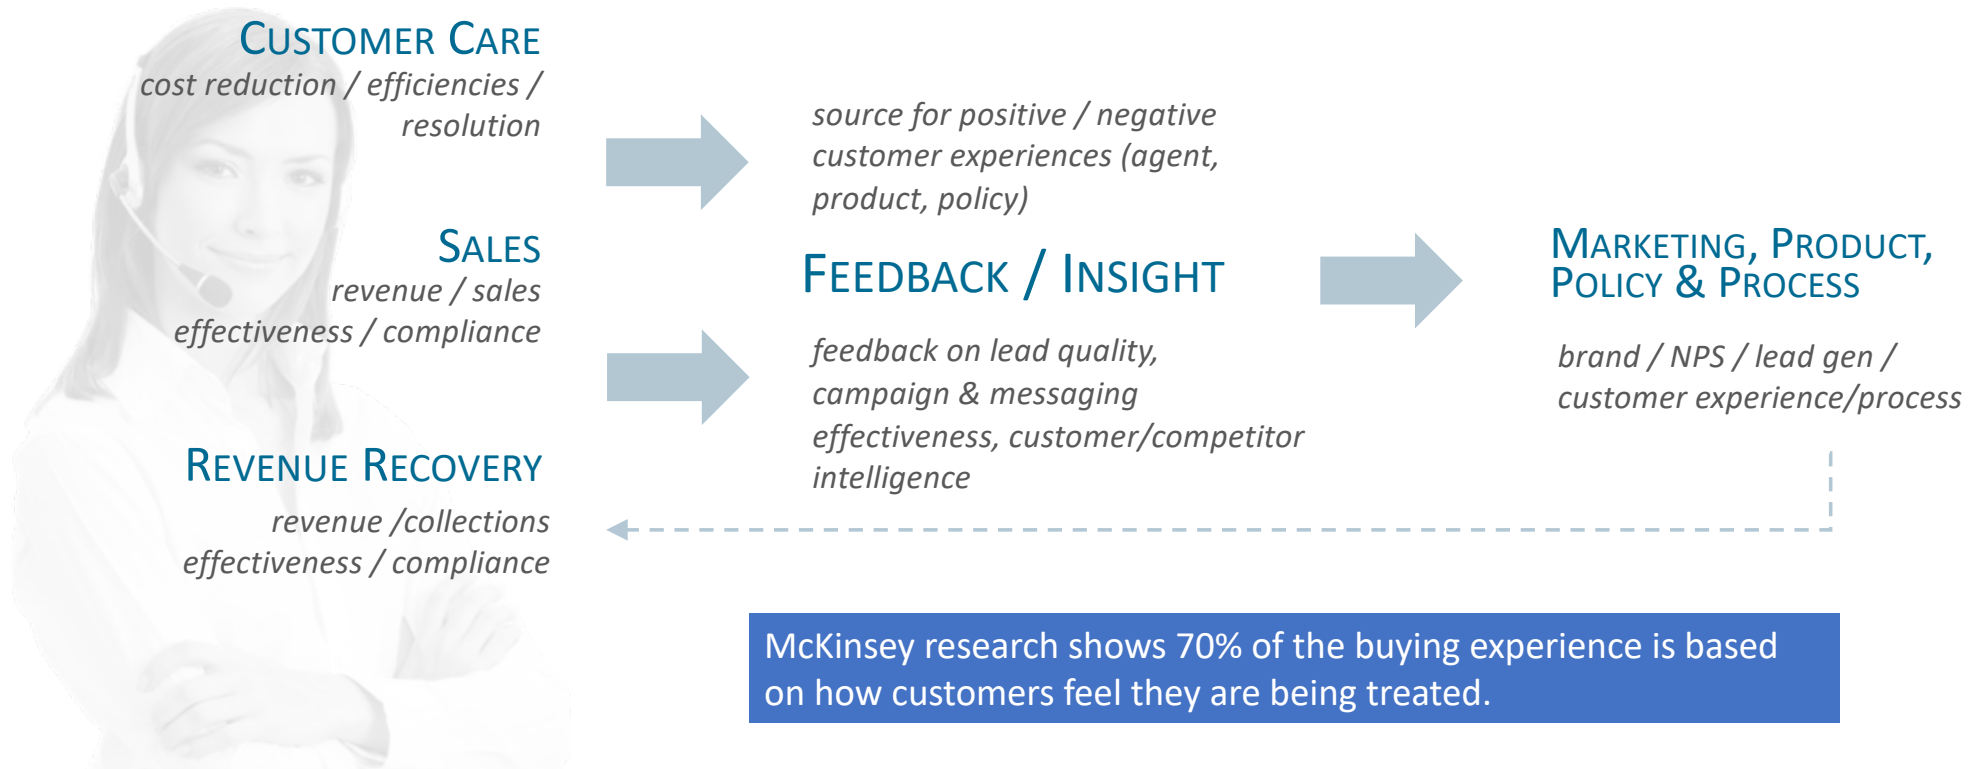 Customer Care
cost reduction / efficiencies /
resolution
Sales
revenue / sales
effectiveness / compliance
Revenue Recovery
revenue /collections
effectiveness / compliance
source for positive / negative
customer experiences (agent,
product, policy)
Feedback / Insight
feedback on lead quality,
campaign & messaging
effectiveness, customer/competitor
intelligence
Marketing, Product,
Policy & Process
brand / NPS / lead gen /
customer experience/process
McKinsey research shows 70% of the buying experience is based
on how customers feel they are being treated.